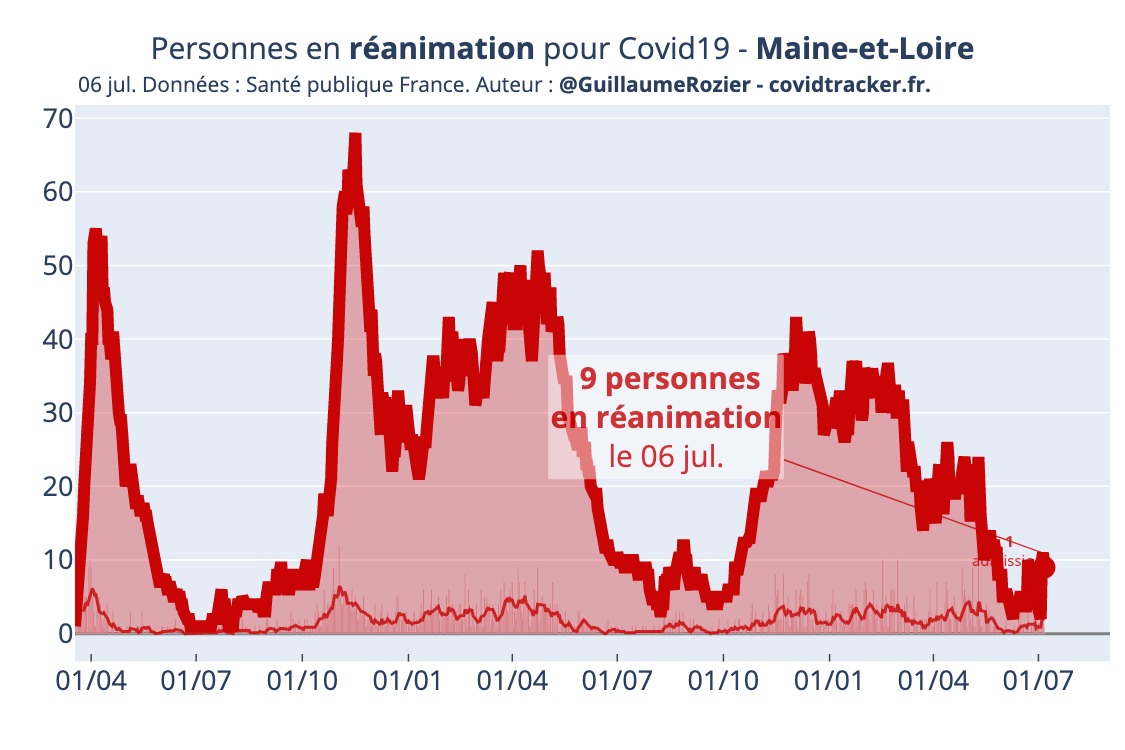 Personnes en réanimation pour Covid19 - Maine-et-Loire
06 jul. Données : Santé publique France. Auteur : @GuillaumeRozier - covidtracker.fr.
70
60
50
40
30
20
10
0
9 personnes
en réanimation
le 06 jul.
1
01/04 01/07 01/10 01/01 01/04 01/07 01/10 01/01 01/04 01/07